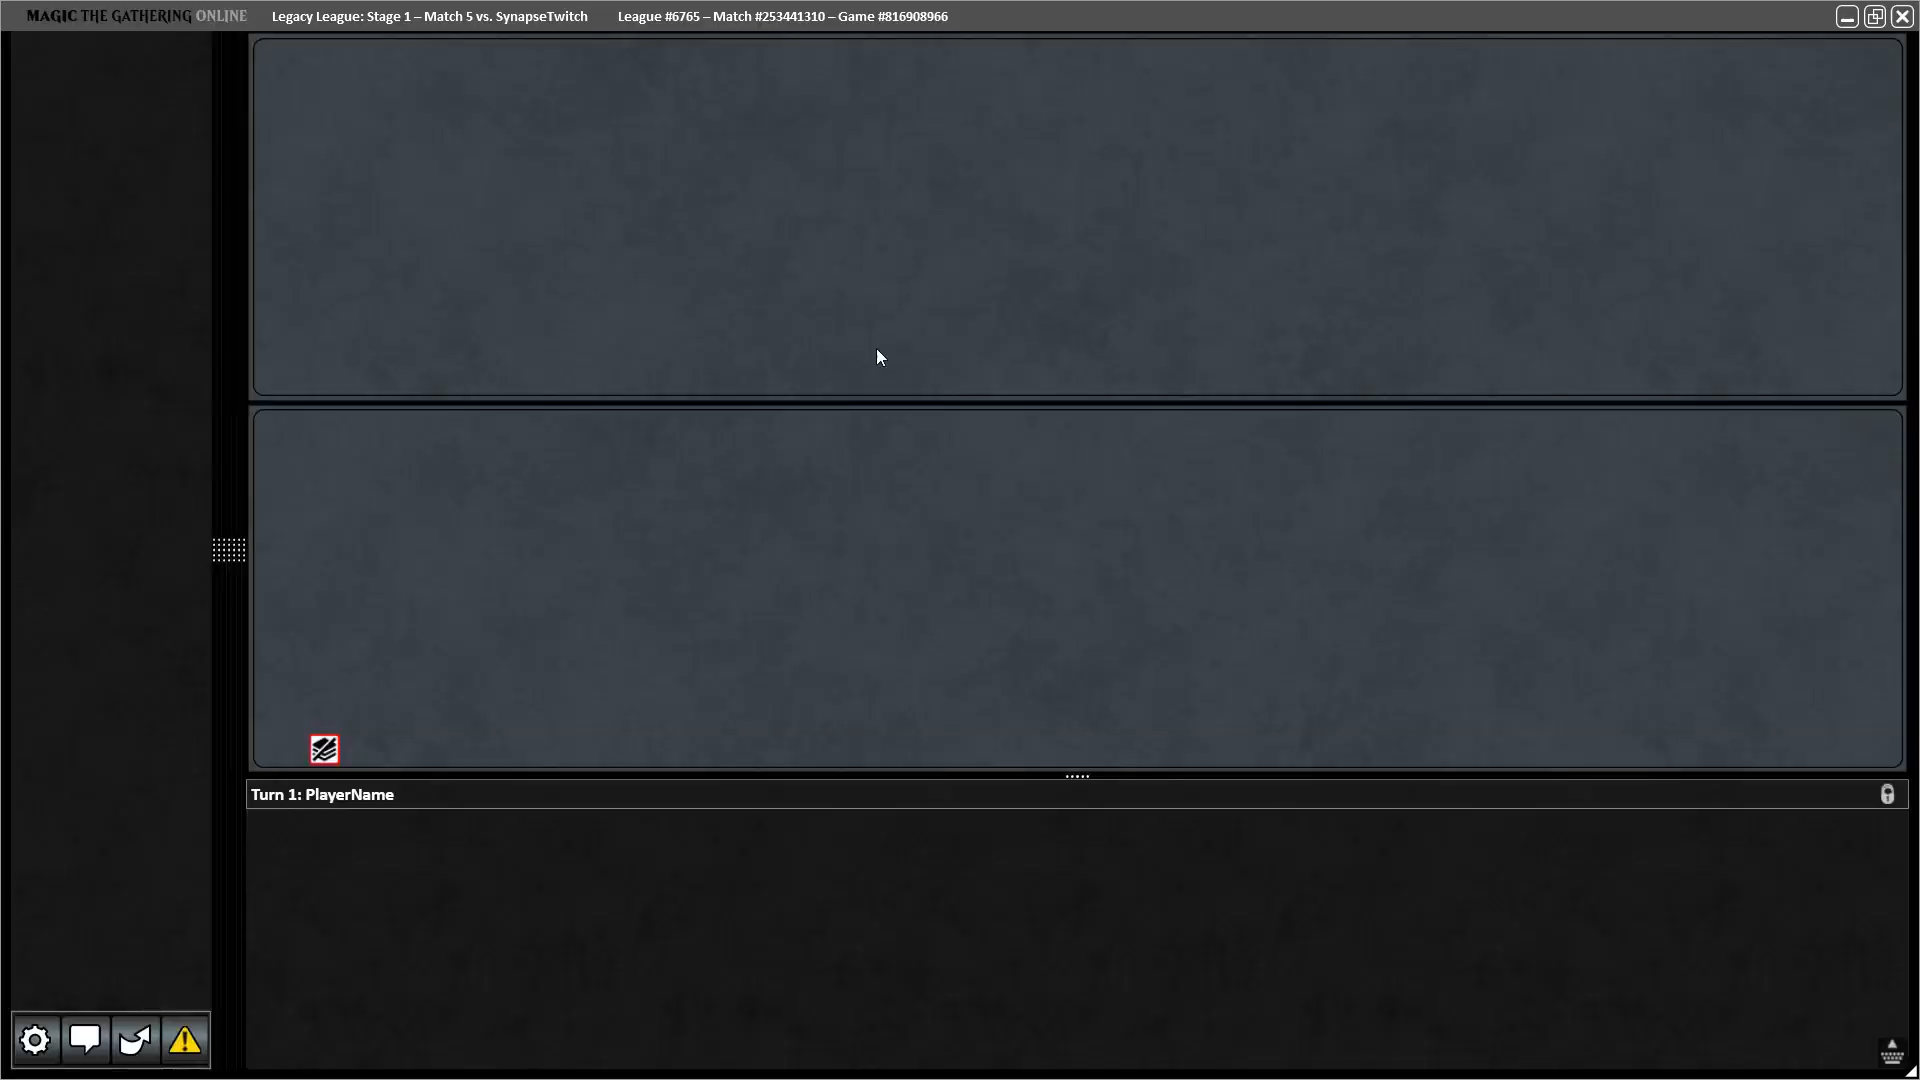 MAGIC THE GATHERING ONLINE
Legacy League: Stage 1 – Match 5 vs. SynapseTwitch League #6765 – Match #253441310 – Game #816908966
Turn 1: PlayerName